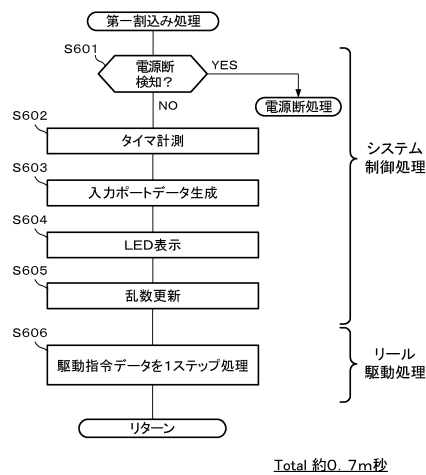 第一割込み処理
S601
電源断
検知？
YES
NO
電源断処理
S602
タイマ計測
S603
入力ポートデータ生成
S604
LED表示
S605
乱数更新
システム
制御処理
S606
駆動指令データを1ステップ処理
リール
駆動処理
リターン
Total 約0．7m秒